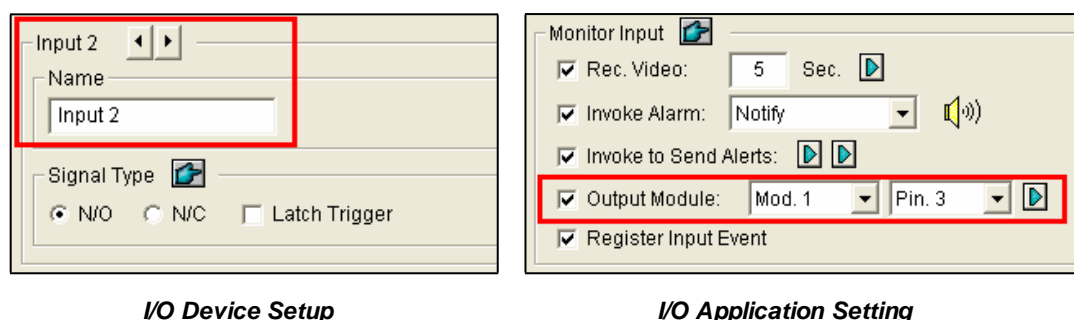 Input 2
Name
Input 2
Signal Type
N/O N/C Latch Trigger
I/O Device Setup
Monitor Input
Rec. Video: 5 Sec.
Invoke Alarm: Notify
Invoke to Send Alerts:
Output Module: Mod. 1 Pin. 3
Register Input Event
I/O Application Setting